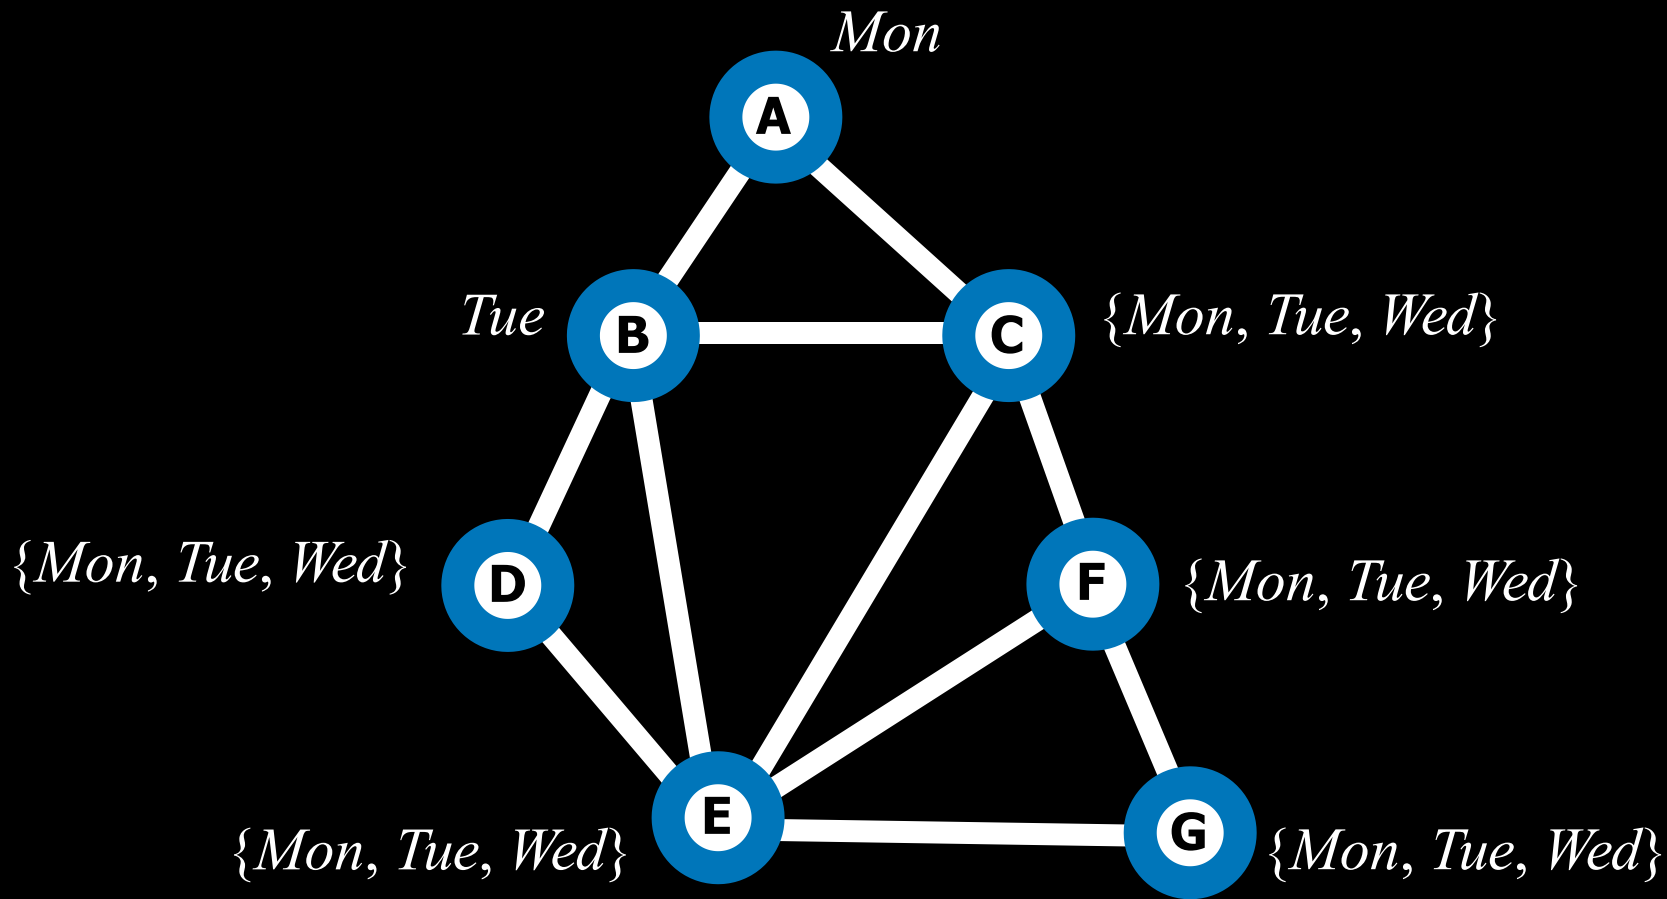 Mon
A
Tue
B
C
{Mon, Tue, Wed}
{Mon, Tue, Wed}
D
F
{Mon, Tue, Wed}
{Mon, Tue, Wed}
E
G
{Mon, Tue, Wed}